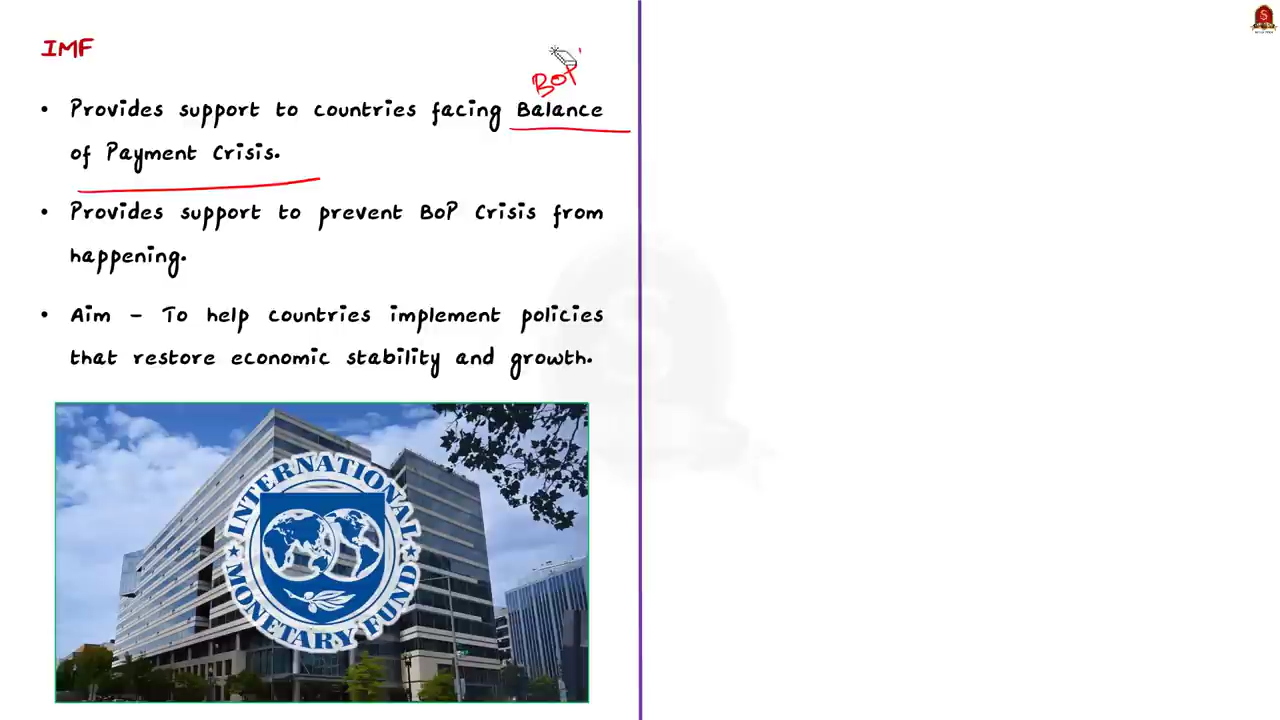 IMF
BoP
• Provides support to countries facing Balance
of Payment Crisis.
• Provides support to prevent BoP Crisis from
happening.
• Aim - To help countries implement policies
that restore economic stability and growth.
INTERNATIONAL
MONETARY FUND